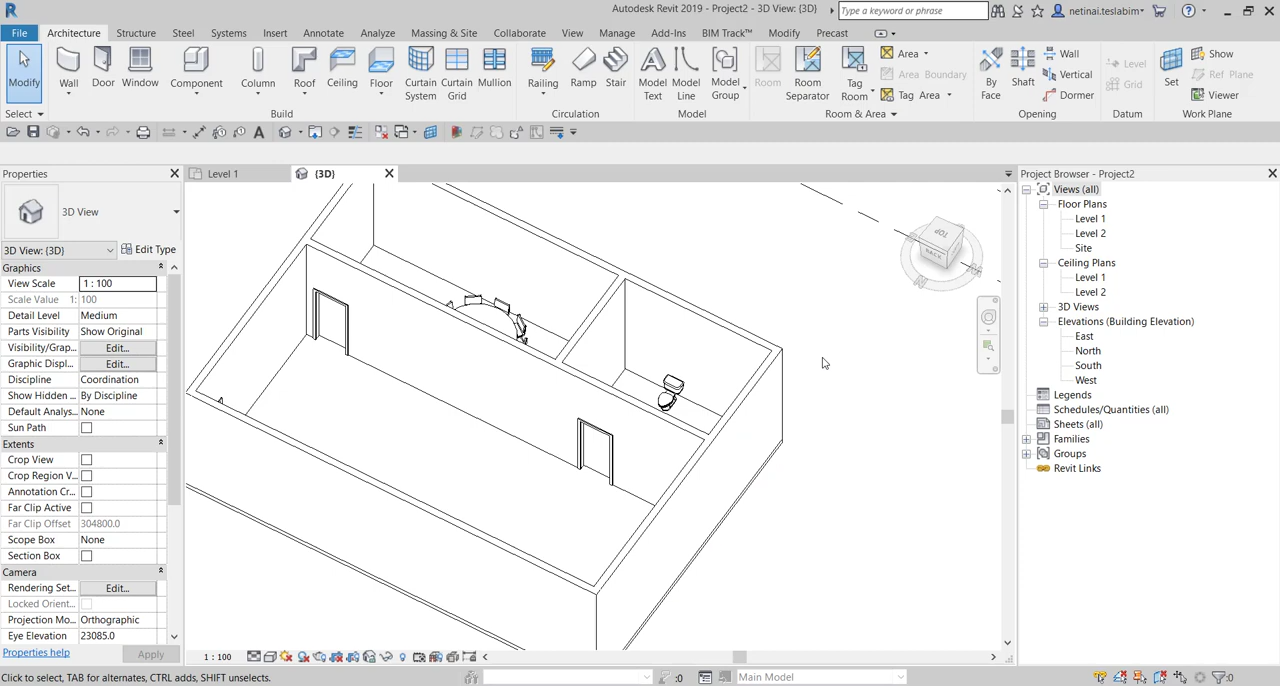 Autodesk Revit 2019 - Project2 - 3D View: {3D}
Type a keyword or phrase
netinai.teslabim
File
Architecture
Structure
Steel
Systems
Insert
Annotate
Analyze
Massing & Site
Collaborate
View
Manage
Add-Ins
BIM Track™
Modify
Precast
Modify
Wall
Door
Window
Component
Column
Roof
Ceiling
Floor
Curtain
System
Curtain
Grid
Mullion
Railing
Ramp
Stair
Model
Text
Model
Line
Model
Group
Room
Room
Separator
Tag
Room
Area
Area Boundary
Tag Area
By
Face
Shaft
Wall
Vertical
Dormer
Level
Grid
Set
Show
Ref Plane
Viewer
Select
Build
Circulation
Model
Room & Area
Opening
Datum
Work Plane
Properties
Level 1
{3D}
3D View
3D View: {3D}
Edit Type
Graphics
View Scale
1 : 100
Scale Value 1:
100
Detail Level
Medium
Parts Visibility
Show Original
Visibility/Grap...
Edit...
Graphic Displ...
Edit...
Discipline
Coordination
Show Hidden ...
By Discipline
Default Analys...
None
Sun Path
Extents
Crop View
Crop Region V...
Annotation Cr...
Far Clip Active
Far Clip Offset
304800.0
Scope Box
None
Section Box
Camera
Rendering Set...
Edit...
Locked Orient...
Projection Mo...
Orthographic
Eye Elevation
23085.0
Properties help
Apply
TOP
BACK
Project Browser - Project2
Views (all)
Floor Plans
Level 1
Level 2
Site
Ceiling Plans
Level 1
Level 2
3D Views
Elevations (Building Elevation)
East
North
South
West
Legends
Schedules/Quantities (all)
Sheets (all)
Families
Groups
Revit Links
1 : 100
Click to select, TAB for alternates, CTRL adds, SHIFT unselects.
:0
Main Model
:0